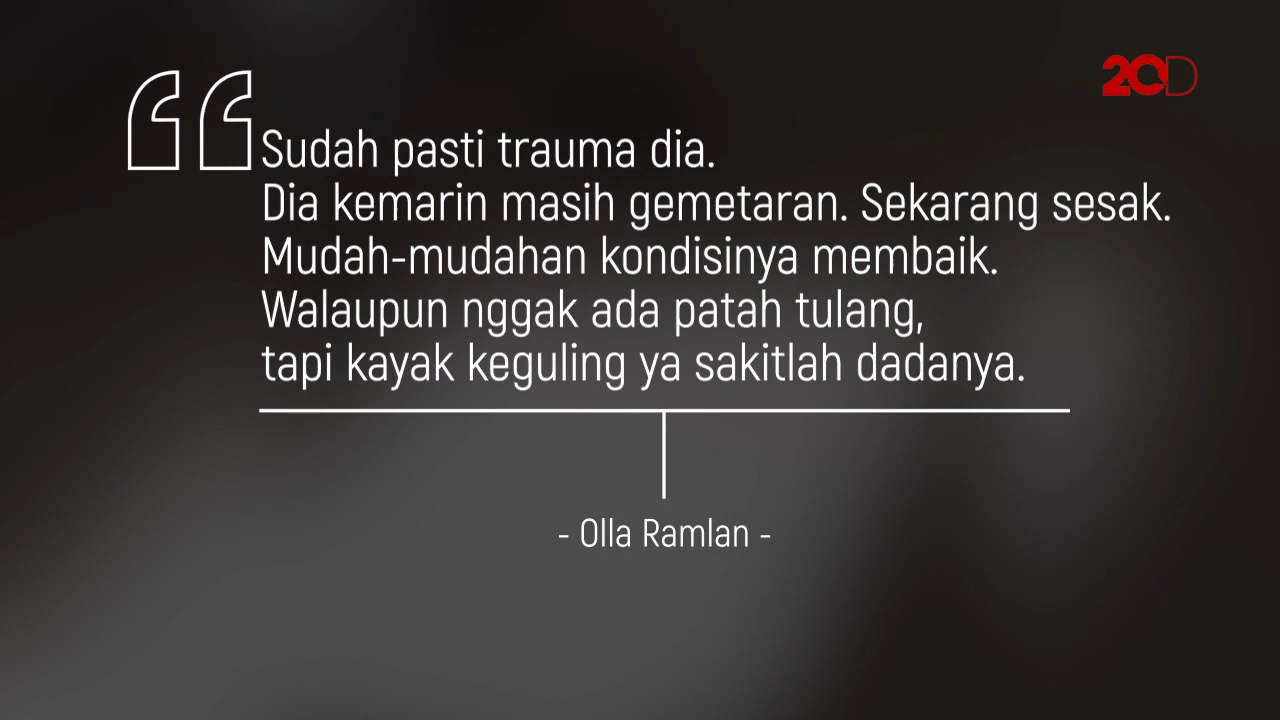 20D
Sudah pasti trauma dia.
Dia kemarin masih gemetaran. Sekarang sesak.
Mudah-mudahan kondisinya membaik.
Walaupun nggak ada patah tulang,
tapi kayak keguling ya sakitlah dadanya.
- Olla Ramlan -